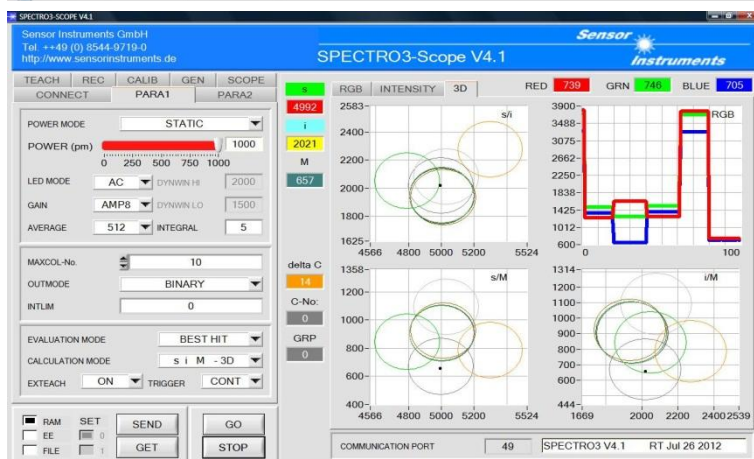 SPECTRO3-SCOPE V4.1
Sensor Instruments GmbH
Tel. ++49 (0) 8544-9719-0
http://www.sensorinstruments.de
SPECTRO3-Scope V4.1
Sensor
Instruments
TEACH REC CALIB GEN SCOPE
CONNECT PARA1 PARA2
POWER MODE STATIC
POWER (pm) 1000
0 250 500 750 1000
LED MODE AC DYNWIN HI 2000
GAIN AMP8 DYNWIN LO 1500
AVERAGE 512 INTEGRAL 5
MAXCOL-No. 10
OUTMODE BINARY
INTLIM 0
EVALUATION MODE BEST HIT
CALCULATION MODE s i M - 3D
EXTEACH ON TRIGGER CONT
RAM SET SEND GO
EE 0
FILE 1 GET STOP
s
4992
i
2021
M
657
delta C
14
C-No:
0
GRP
0
RGB INTENSITY 3D RED 739 GRN 746 BLUE 705
s/i
2583
2400
2200
2000
1800
1625
4566 4800 5000 5200 5524
RGB
3900
3488
3075
2662
2250
1838
1425
1012
600
0 100
s/M
1358
1200
1000
800
600
400
4566 4800 5000 5200 5524
i/M
1314
1200
1100
1000
900
800
700
600
444
1669 2000 2200 2400 2539
COMMUNICATION PORT 49 SPECTRO3 V4.1 RT Jul 26 2012